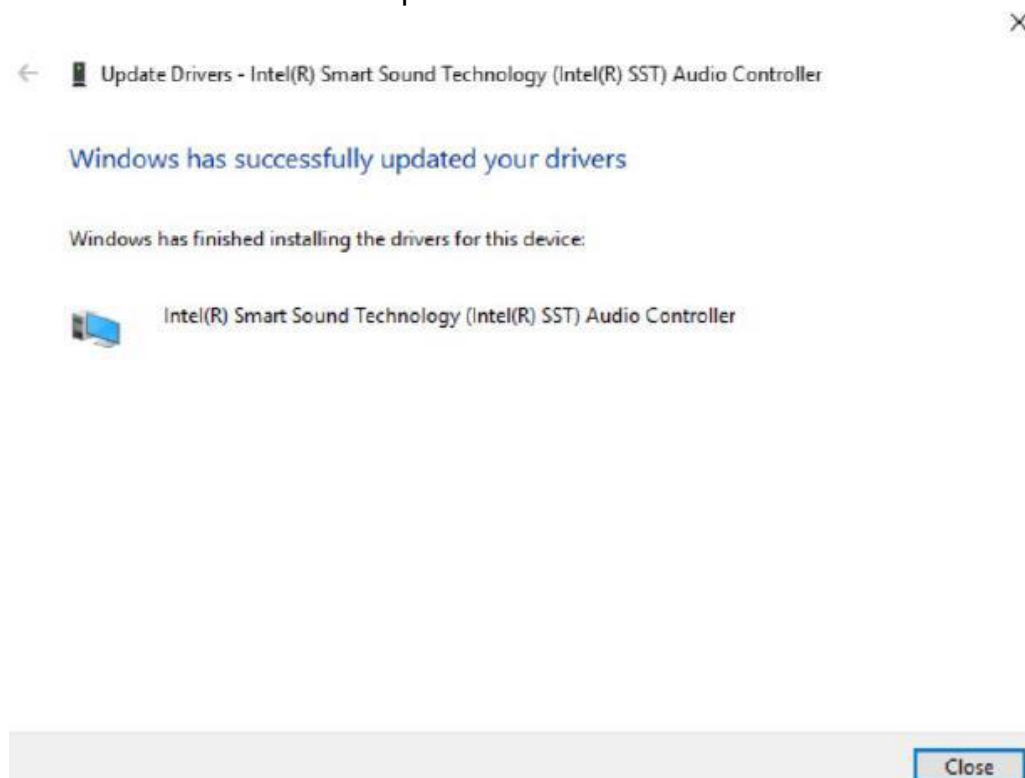 Update Drivers - Intel(R) Smart Sound Technology (Intel(R) SST) Audio Controller
Windows has successfully updated your drivers
Windows has finished installing the drivers for this device:
Intel(R) Smart Sound Technology (Intel(R) SST) Audio Controller
Close